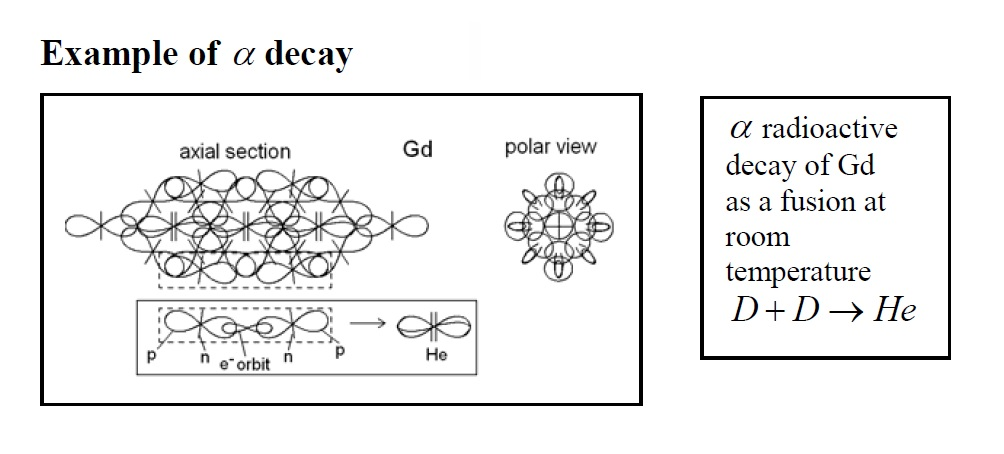 Example of α decay
axial section
Gd
polar view
p
n
e⁻ orbit
n
p
He
α radioactive
decay of Gd
as a fusion at
room
temperature
D + D → He